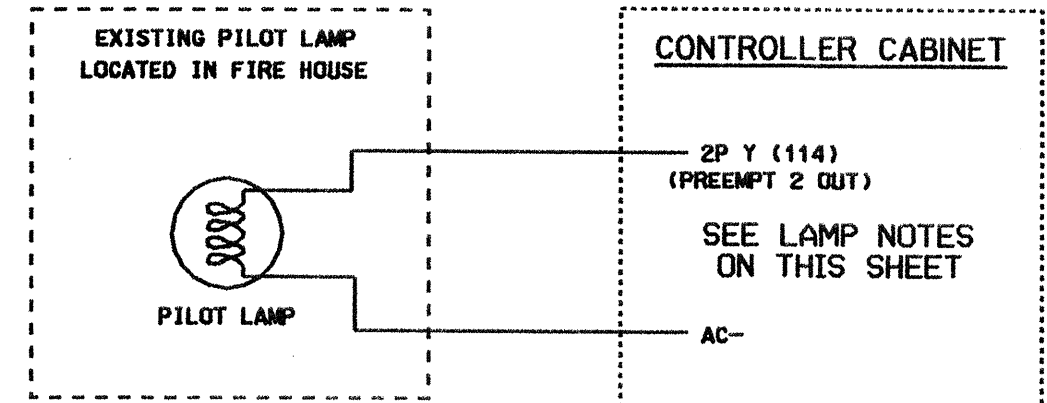 EXISTING PILOT LAMP
LOCATED IN FIRE HOUSE
PILOT LAMP
CONTROLLER CABINET
2P Y (114)
(PREEMPT 2 OUT)
SEE LAMP NOTES
ON THIS SHEET
AC-